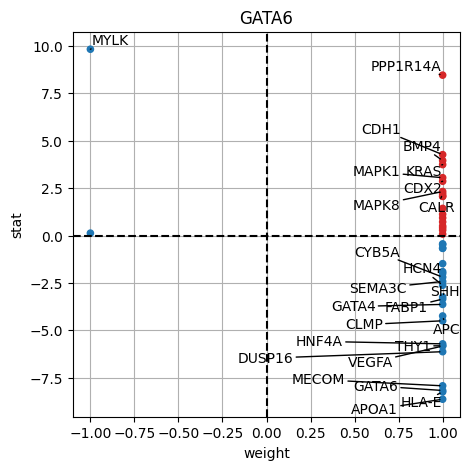 GATA6
10.0
7.5
5.0
2.5
0.0
−2.5
−5.0
−7.5
stat
MYLK
PPP1R14A
CDH1
BMP4
MAPK1
KRAS
CDX2
MAPK8
CALR
CYB5A
HCN4
SEMA3C
SHH
GATA4
FABP1
CLMP
APC
HNF4A
THY1
DUSP16
VEGFA
MECOM
GATA6
HLA-E
APOA1
−1.00 −0.75 −0.50 −0.25 0.00 0.25 0.50 0.75 1.00
weight